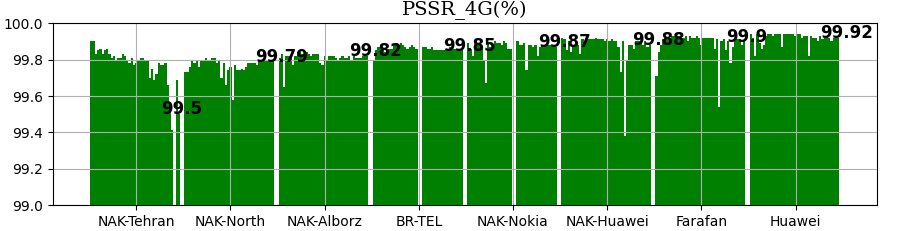 PSSR_4G(%)
100.0
99.8
99.6
99.4
99.2
99.0
99.5
99.79
99.82
99.85
99.87
99.88
99.9
99.92
NAK-Tehran
NAK-North
NAK-Alborz
BR-TEL
NAK-Nokia
NAK-Huawei
Farafan
Huawei